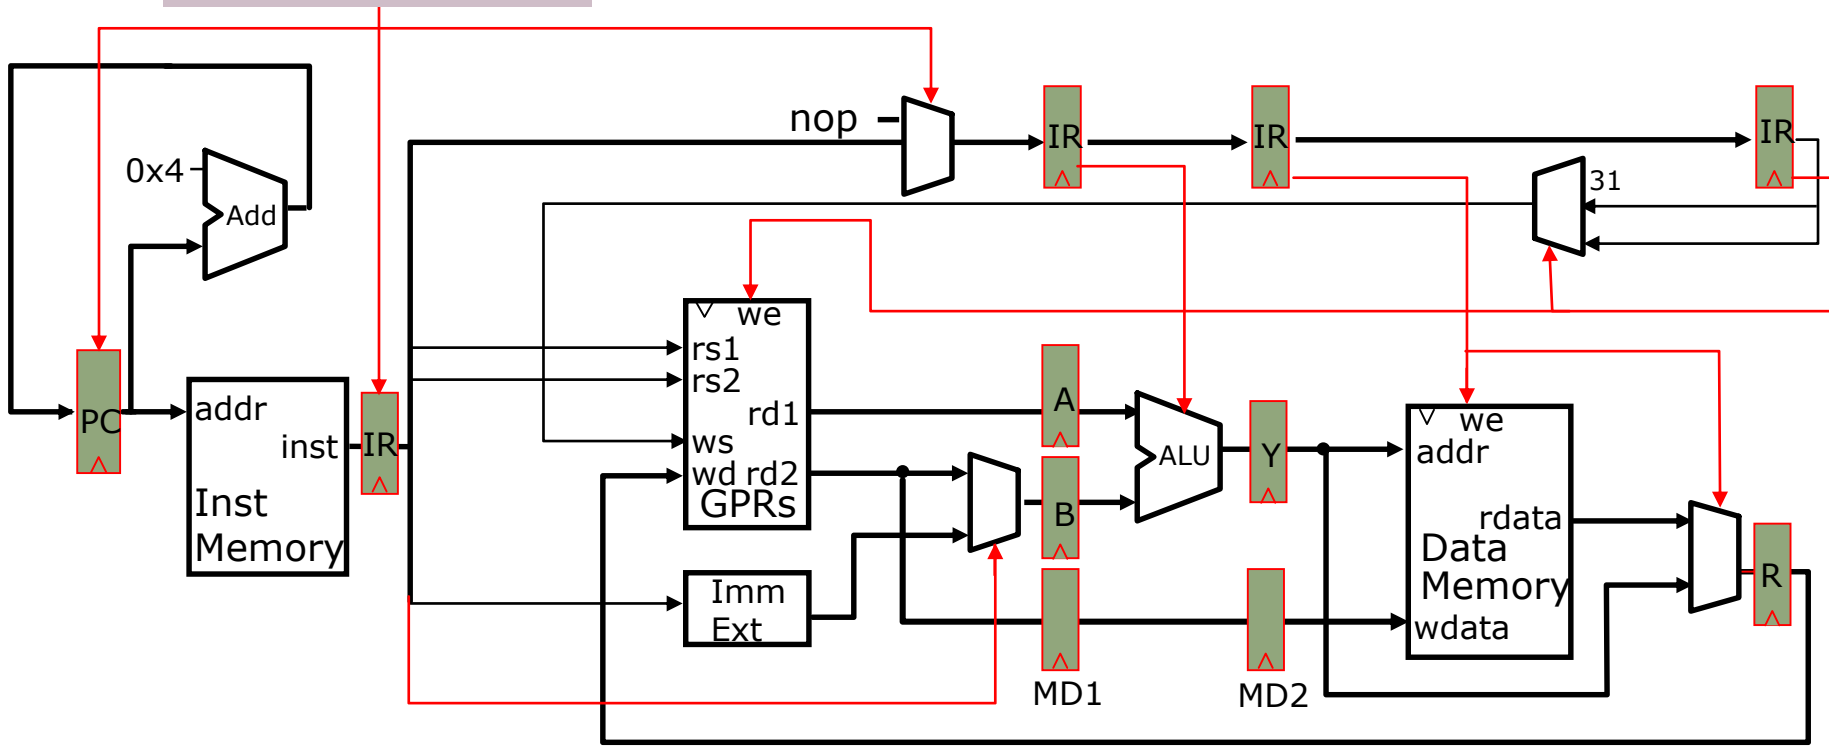 nop
IR
IR
IR
31
0x4
Add
we
rs1
rs2
rd1
ws
wd rd2
GPRs
PC
addr
inst
Inst
Memory
IR
A
B
ALU
Y
we
addr
rdata
Data
Memory
wdata
R
Imm
Ext
MD1
MD2